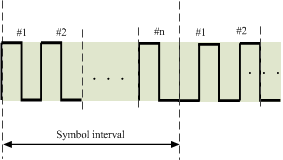 #1 #2 #n #1 #2
. . . . . .
Symbol interval